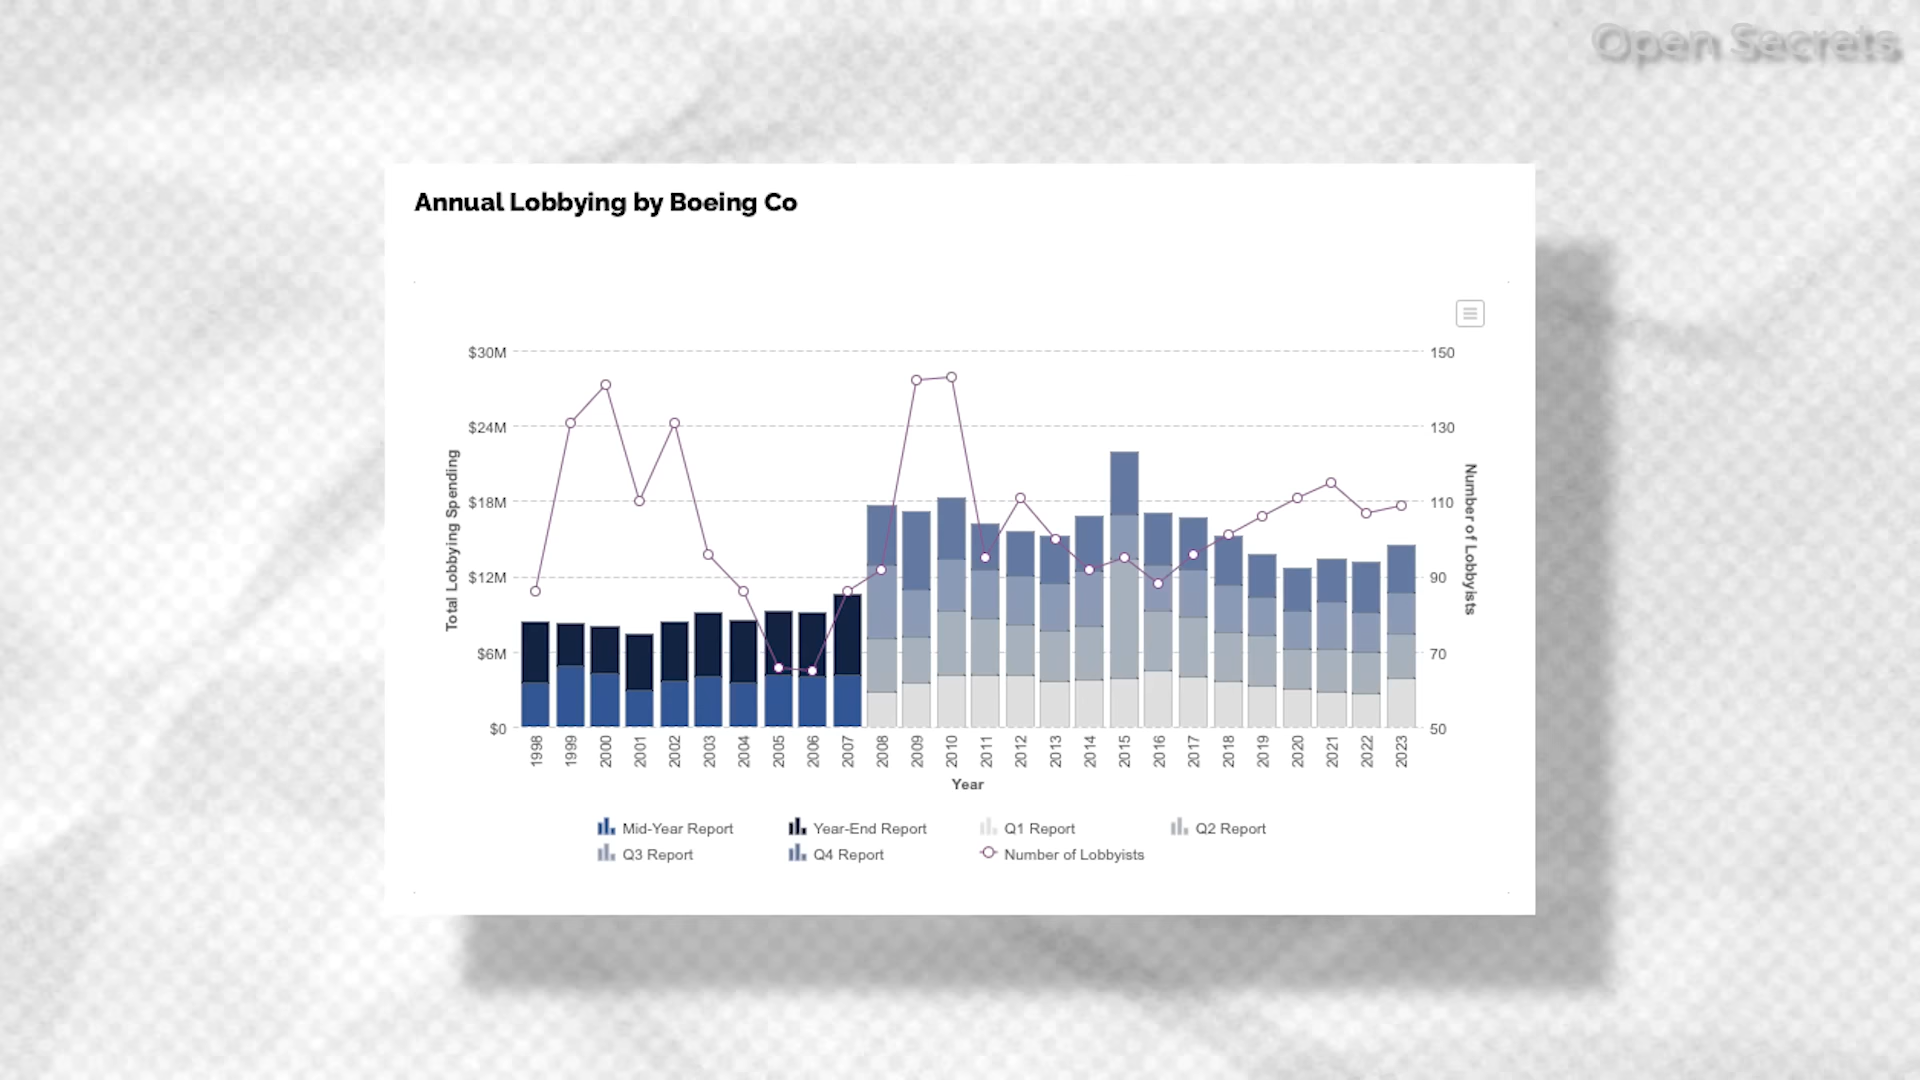 Open Secrets
Annual Lobbying by Boeing Co
$30M
$24M
$18M
$12M
$6M
$0
Total Lobbying Spending
150
130
110
90
70
50
Number of Lobbyists
1998 1999 2000 2001 2002 2003 2004 2005 2006 2007 2008 2009 2010 2011 2012 2013 2014 2015 2016 2017 2018 2019 2020 2021 2022 2023
Year
Mid-Year Report Year-End Report Q1 Report Q2 Report
Q3 Report Q4 Report Number of Lobbyists